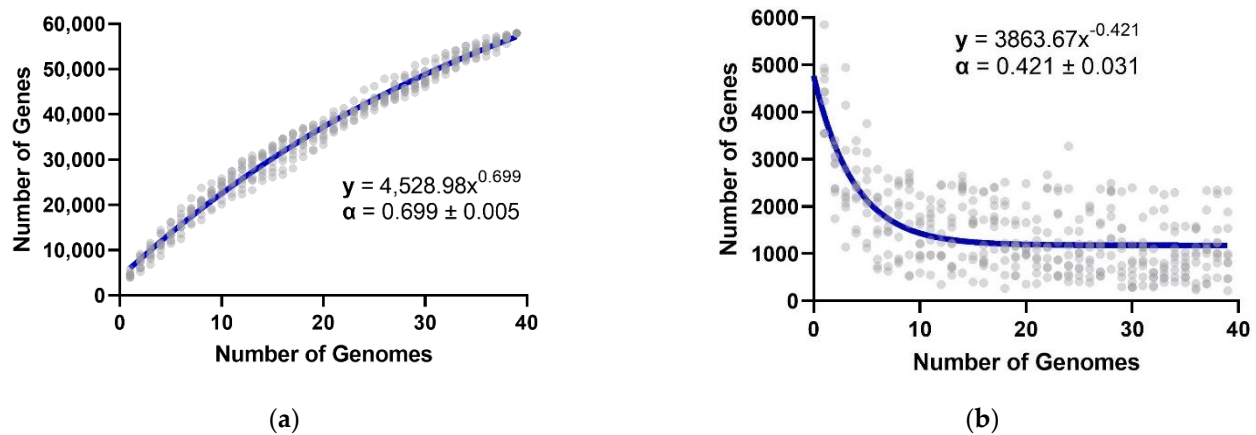 60,000
50,000
40,000
30,000
20,000
10,000
0
Number of Genes
y = 4,528.98x^0.699
α = 0.699 ± 0.005
0 10 20 30 40
Number of Genomes
(a)
6000
5000
4000
3000
2000
1000
0
Number of Genes
y = 3863.67x^-0.421
α = 0.421 ± 0.031
0 10 20 30 40
Number of Genomes
(b)